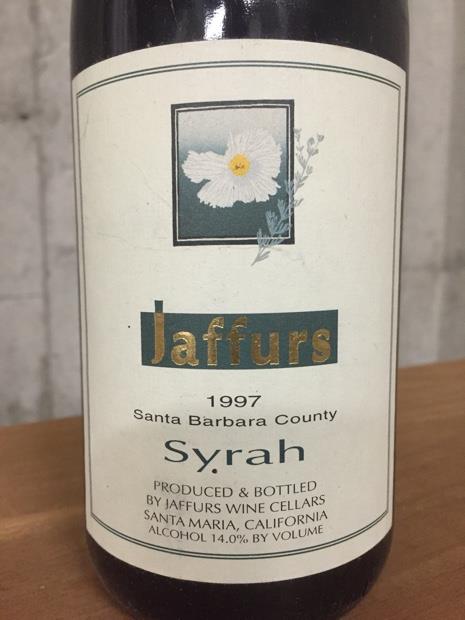 Jaffurs
1997
Santa Barbara County
Syrah
PRODUCED & BOTTLED
BY JAFFURS WINE CELLARS
SANTA MARIA, CALIFORNIA
ALCOHOL 14.0% BY VOLUME